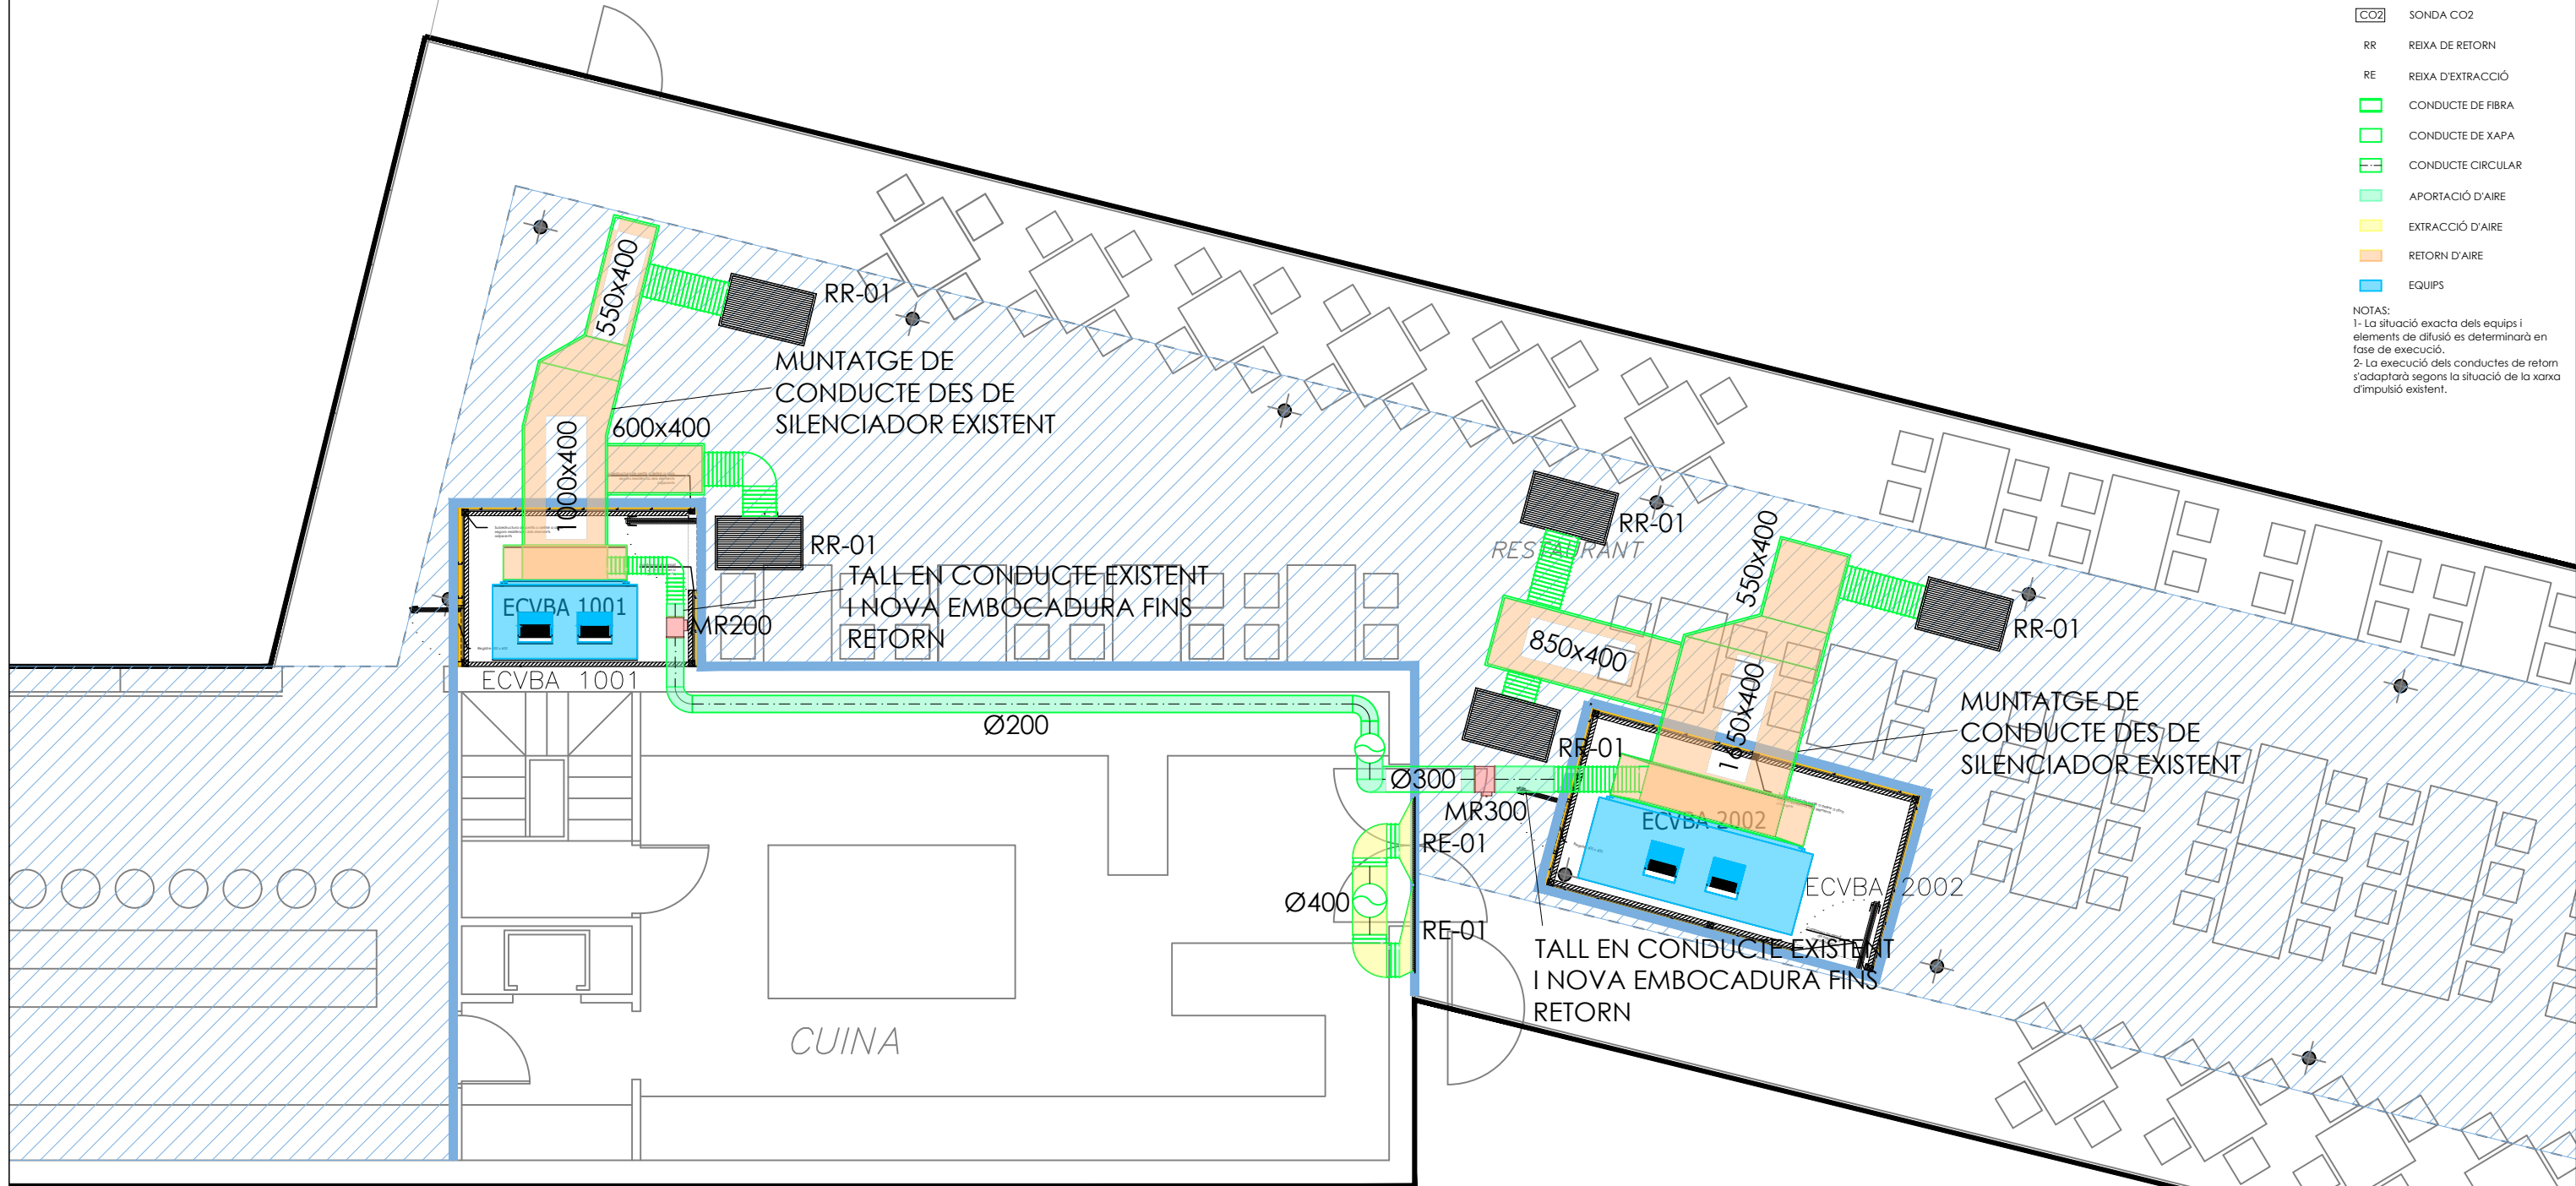 CO2 SONDA CO2
RR REIXA DE RETORN
RE REIXA D'EXTRACCIÓ
CONDUCTE DE FIBRA
CONDUCTE DE XAPA
CONDUCTE CIRCULAR
APORTACIÓ D'AIRE
EXTRACCIÓ D'AIRE
RETORN D'AIRE
EQUIPS
NOTAS:
1- La situació exacta dels equips i
elements de difusió es determinarà en
fase de execució.
2- La execució dels conductes de retorn
s'adaptarà segons la situació de la xarxa
d'impulsió existent.
550x400
RR-01
MUNTATGE DE
CONDUCTE DES DE
SILENCIADOR EXISTENT
600x400
1000x400
RR-01
TALL EN CONDUCTE EXISTENT
I NOVA EMBOCADURA FINS
RETORN
ECVBA 1001
MR200
ECVBA 1001
Ø200
RR-01
RESTAURANT
550x400
RR-01
850x400
1650x400
RR-01
MUNTATGE DE
CONDUCTE DES DE
SILENCIADOR EXISTENT
Ø300
MR300
ECVBA 2002
RE-01
ECVBA 2002
Ø400
RE-01
TALL EN CONDUCTE EXISTENT
I NOVA EMBOCADURA FINS
RETORN
CUINA